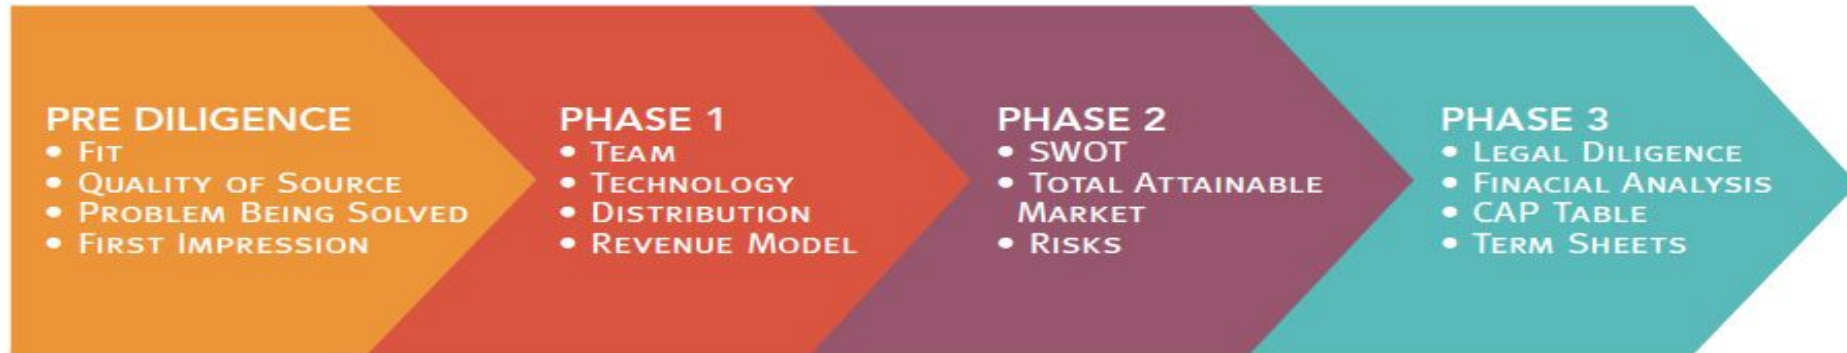 PRE DILIGENCE
• FIT
• QUALITY OF SOURCE
• PROBLEM BEING SOLVED
• FIRST IMPRESSION
PHASE 1
• TEAM
• TECHNOLOGY
• DISTRIBUTION
• REVENUE MODEL
PHASE 2
• SWOT
• TOTAL ATTAINABLE
MARKET
• RISKS
PHASE 3
• LEGAL DILIGENCE
• FINACIAL ANALYSIS
• CAP TABLE
• TERM SHEETS